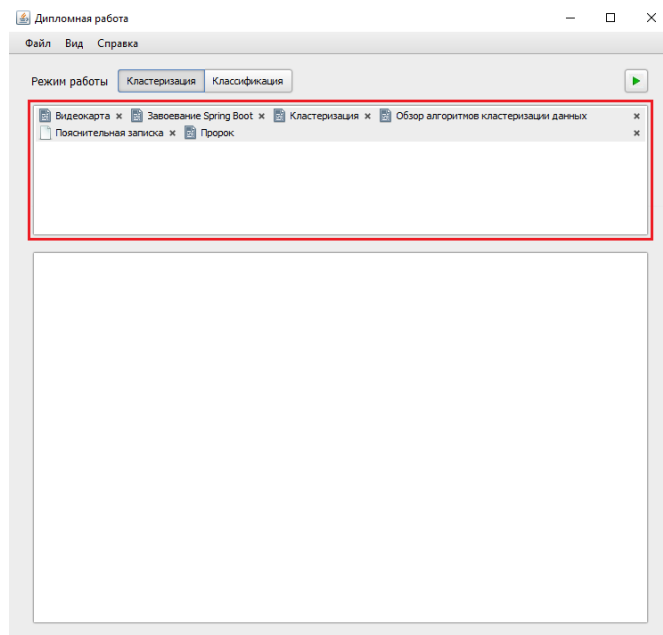 Дипломная работа
Файл Вид Справка
Режим работы Кластеризация Классификация
Видеокарта Завоевание Spring Boot Кластеризация Обзор алгоритмов кластеризации данных
Пояснительная записка Пророк